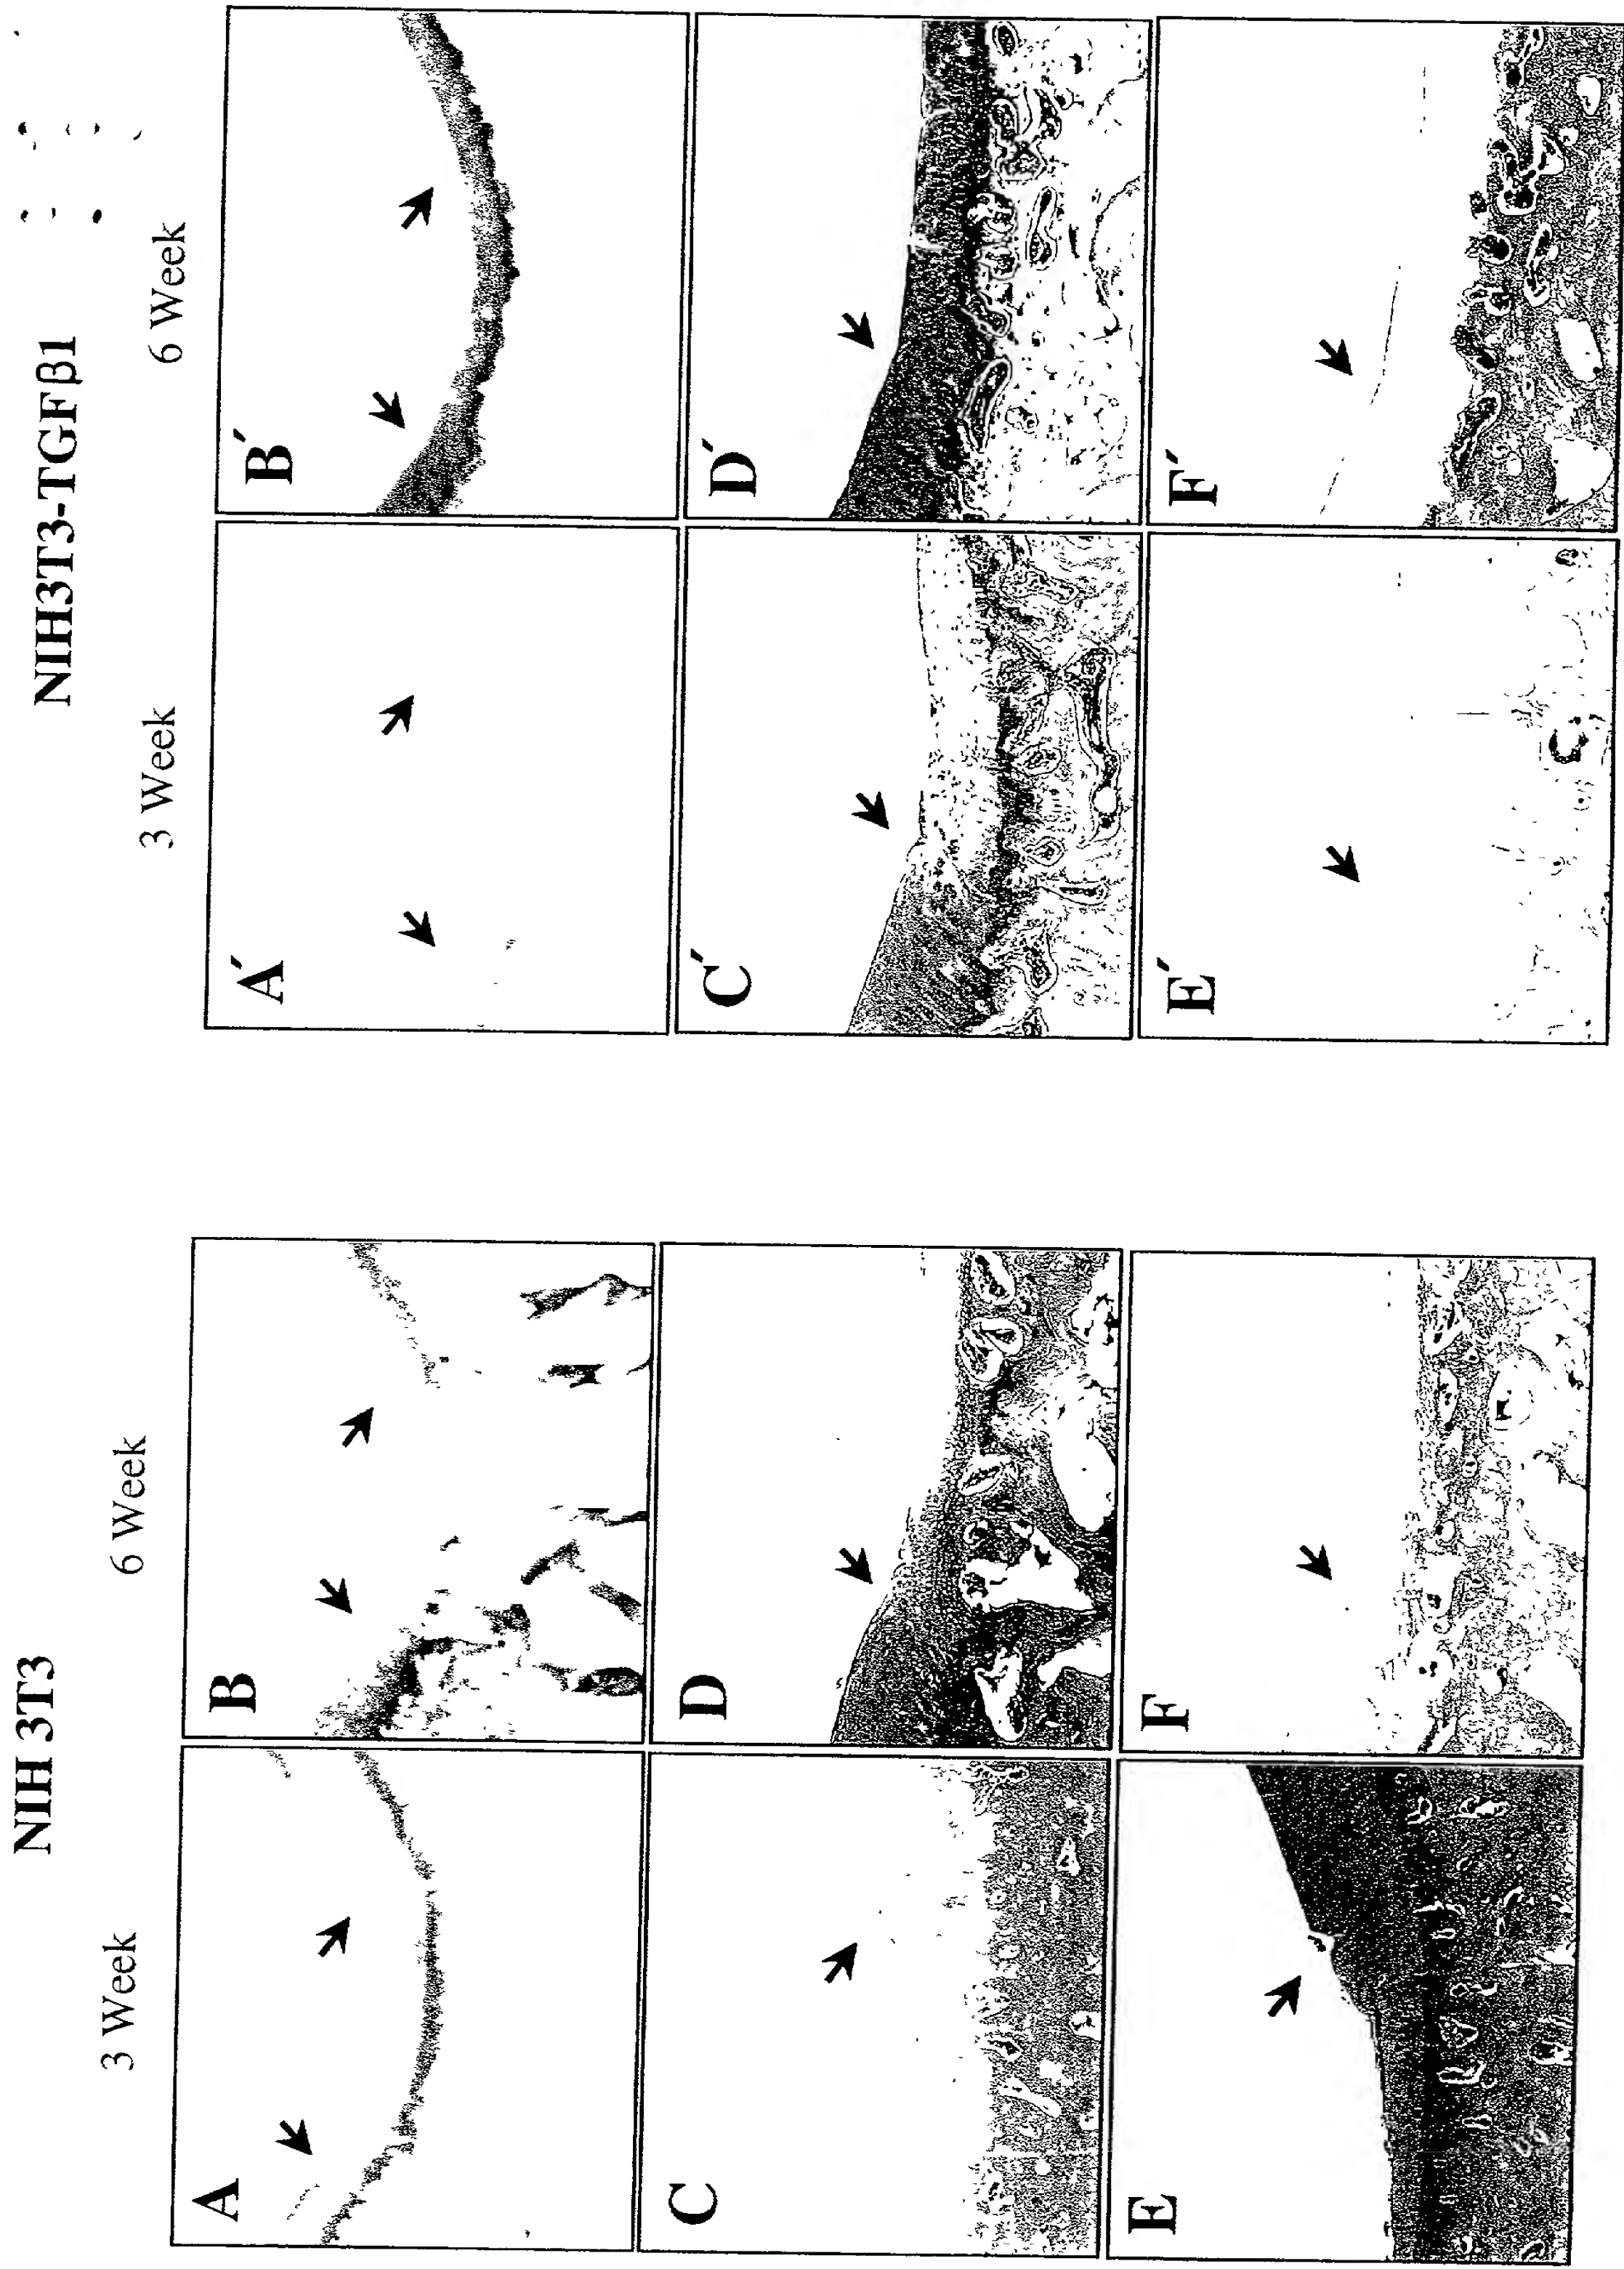 NIH 3T3
NIH3T3-TGFβ1
3 Week
6 Week
3 Week
6 Week
A
B
A´
B´
C
D
C´
D´
E
F
E´
F´